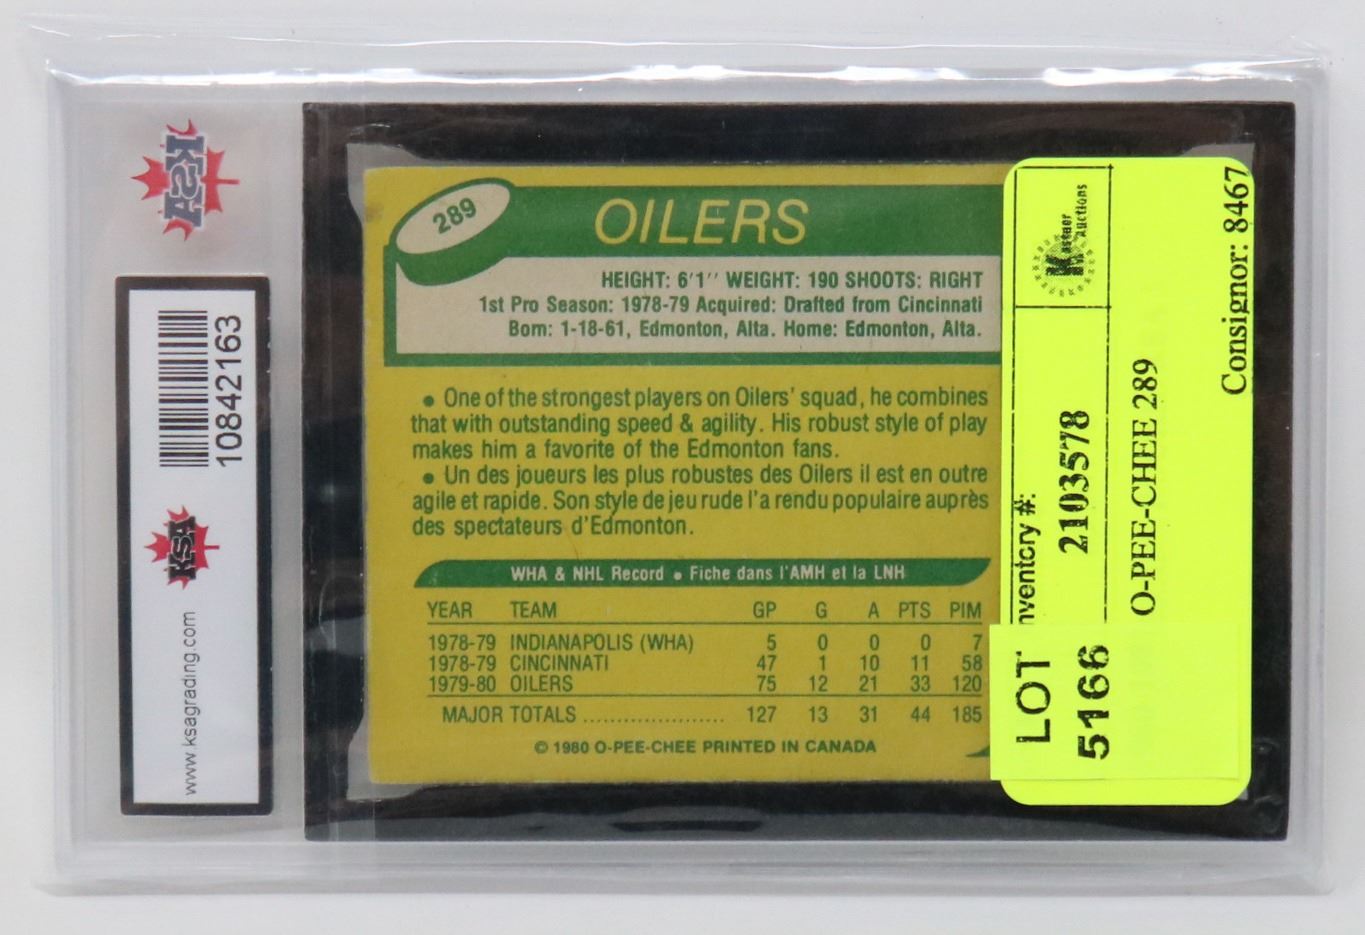 KSA
10842163
KSA
www.ksagrading.com
289
OILERS
HEIGHT: 6'1'' WEIGHT: 190 SHOOTS: RIGHT
1st Pro Season: 1978-79 Acquired: Drafted from Cincinnati
Born: 1-18-61, Edmonton, Alta. Home: Edmonton, Alta.
• One of the strongest players on Oilers' squad, he combines
that with outstanding speed & agility. His robust style of play
makes him a favorite of the Edmonton fans.
• Un des joueurs les plus robustes des Oilers il est en outre
agile et rapide. Son style de jeu rude l'a rendu populaire auprès
des spectateurs d'Edmonton.
WHA & NHL Record • Fiche dans l'AMH et la LNH
YEAR TEAM GP G A PTS PIM
1978-79 INDIANAPOLIS (WHA) 5 0 0 0 7
1978-79 CINCINNATI 47 1 10 11 58
1979-80 OILERS 75 12 21 33 120
MAJOR TOTALS ...................... 127 13 31 44 185
© 1980 O-PEE-CHEE PRINTED IN CANADA
Kastner
Auctions
nventory #:
2103578
O-PEE-CHEE 289
Consignor: 8467
LOT
5166